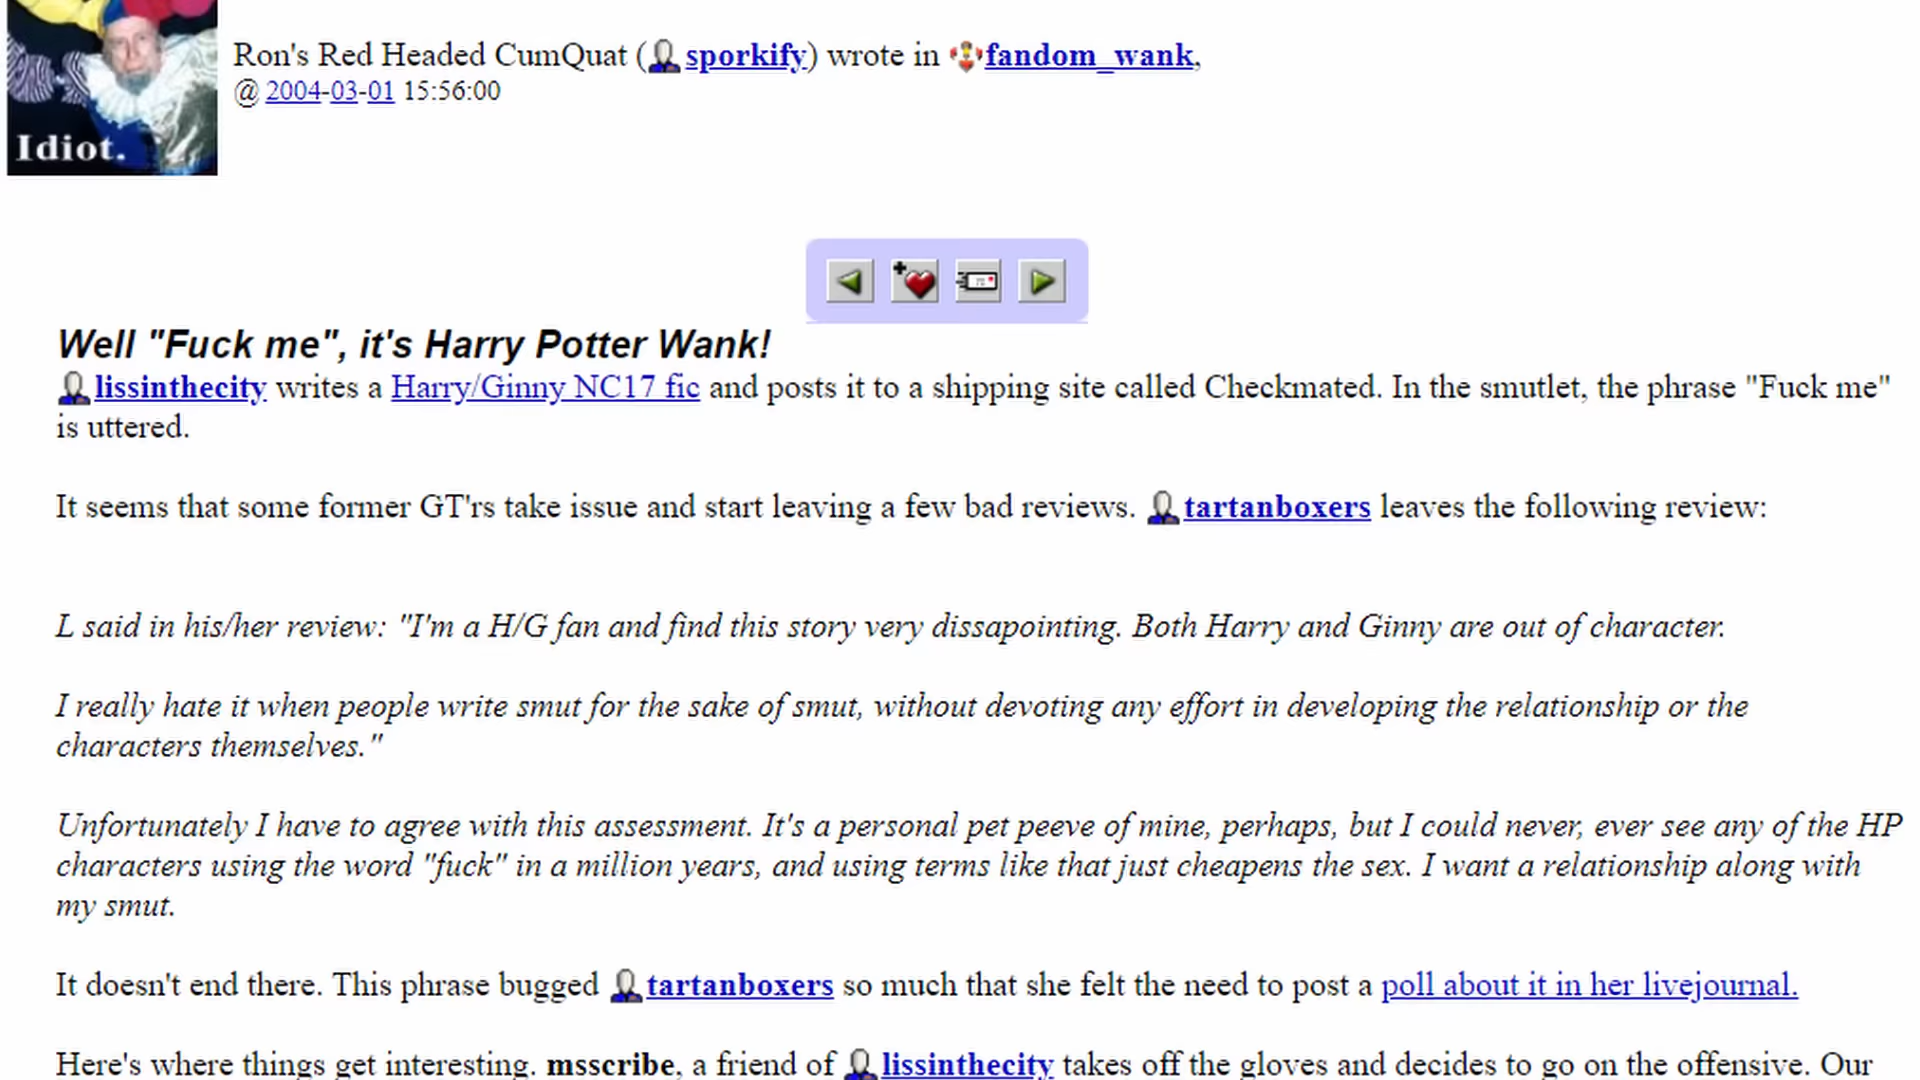 Idiot.
Ron's Red Headed CumQuat (sporkify) wrote in fandom_wank,
@ 2004-03-01 15:56:00
Well "Fuck me", it's Harry Potter Wank!
lissinthecity writes a Harry/Ginny NC17 fic and posts it to a shipping site called Checkmated. In the smutlet, the phrase "Fuck me"
is uttered.
It seems that some former GT'rs take issue and start leaving a few bad reviews. tartanboxers leaves the following review:
L said in his/her review: "I'm a H/G fan and find this story very dissapointing. Both Harry and Ginny are out of character.
I really hate it when people write smut for the sake of smut, without devoting any effort in developing the relationship or the
characters themselves."
Unfortunately I have to agree with this assessment. It's a personal pet peeve of mine, perhaps, but I could never, ever see any of the HP
characters using the word "fuck" in a million years, and using terms like that just cheapens the sex. I want a relationship along with
my smut.
It doesn't end there. This phrase bugged tartanboxers so much that she felt the need to post a poll about it in her livejournal.
Here's where things get interesting. msscribe, a friend of lissinthecity takes off the gloves and decides to go on the offensive. Our